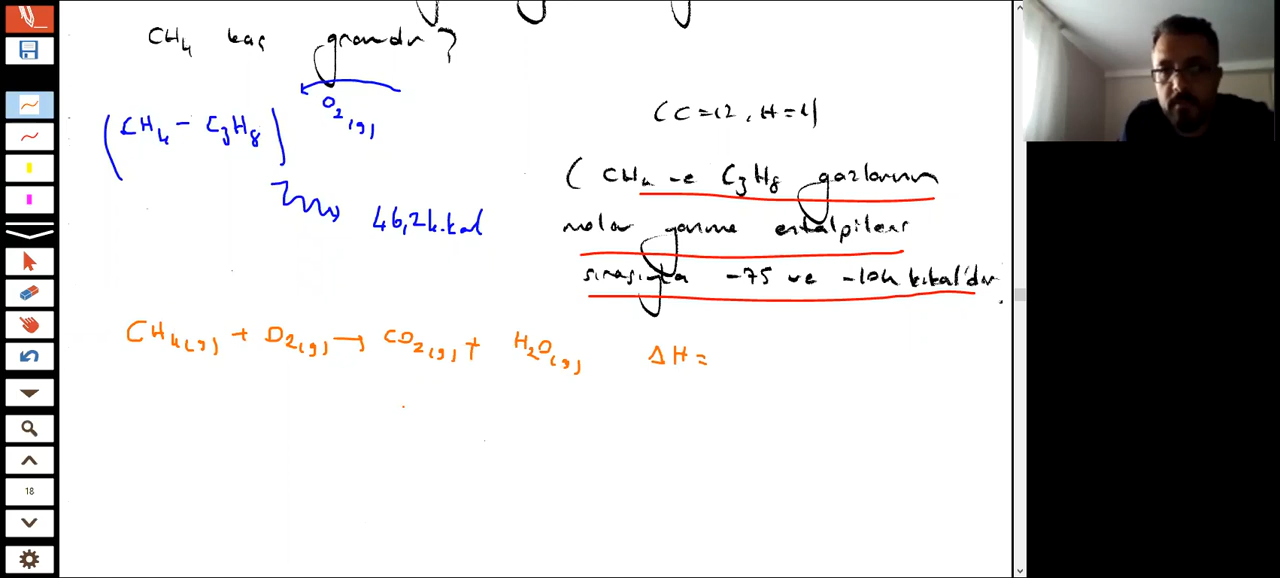 CH4 kaç gramdır?
O2(g)
(CH4 - C3H8)
46,2 k.kal
(C=12, H=1)
(CH4 ve C3H8 gazlarının
molar yanma entalpileri
sırasıyla -75 ve -104 k.kal'dir
CH4(g) + O2(g) → CO2(g) + H2O(g) ΔH =
18